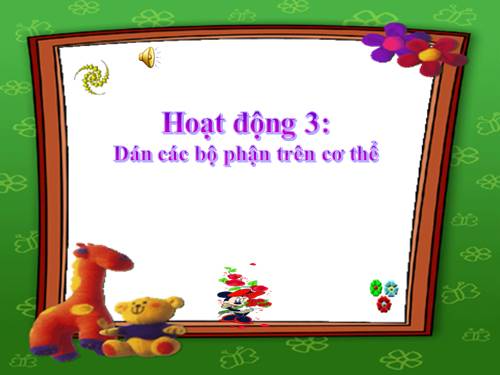 Hoạt động 3:
Dán các bộ phận trên cơ thể